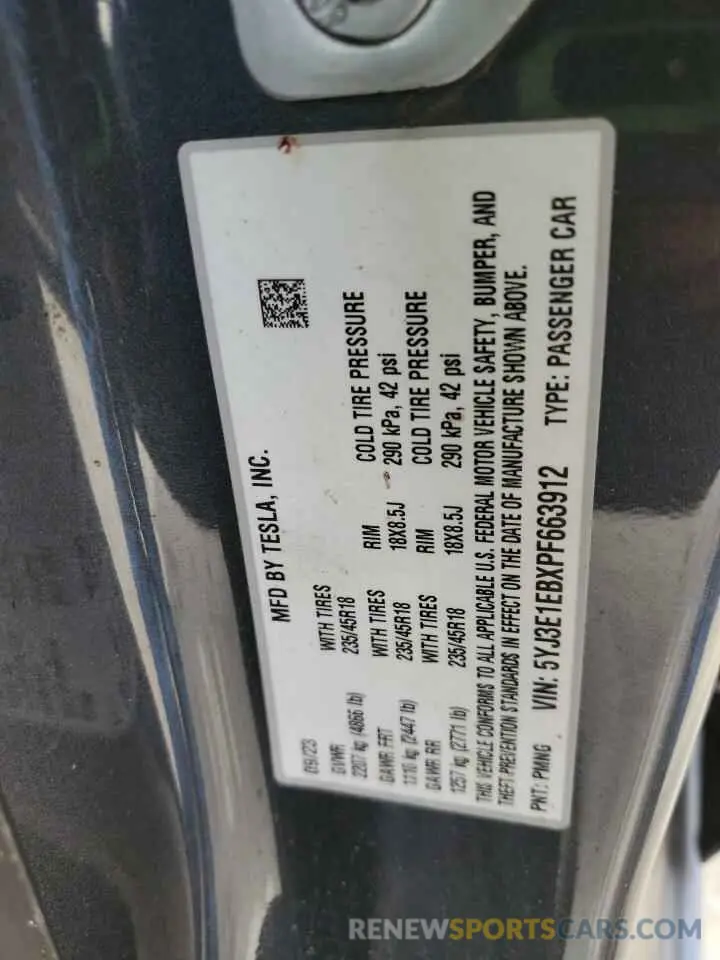 MFD BY TESLA, INC.
09/23
GVWR WITH TIRES
2207 kg (4866 lb) 235/45R18
GAWR FRT WITH TIRES RIM COLD TIRE PRESSURE
1110 kg (2447 lb) 235/45R18 18X8.5J 290 kPa, 42 psi
GAWR RR WITH TIRES RIM COLD TIRE PRESSURE
1257 kg (2771 lb) 235/45R18 18X8.5J 290 kPa, 42 psi
THIS VEHICLE CONFORMS TO ALL APPLICABLE U.S. FEDERAL MOTOR VEHICLE SAFETY, BUMPER, AND
THEFT PREVENTION STANDARDS IN EFFECT ON THE DATE OF MANUFACTURE SHOWN ABOVE.
PNT: PMNG VIN: 5YJ3E1EBXPF663912 TYPE: PASSENGER CAR
RENEWSPORTSCARS.COM